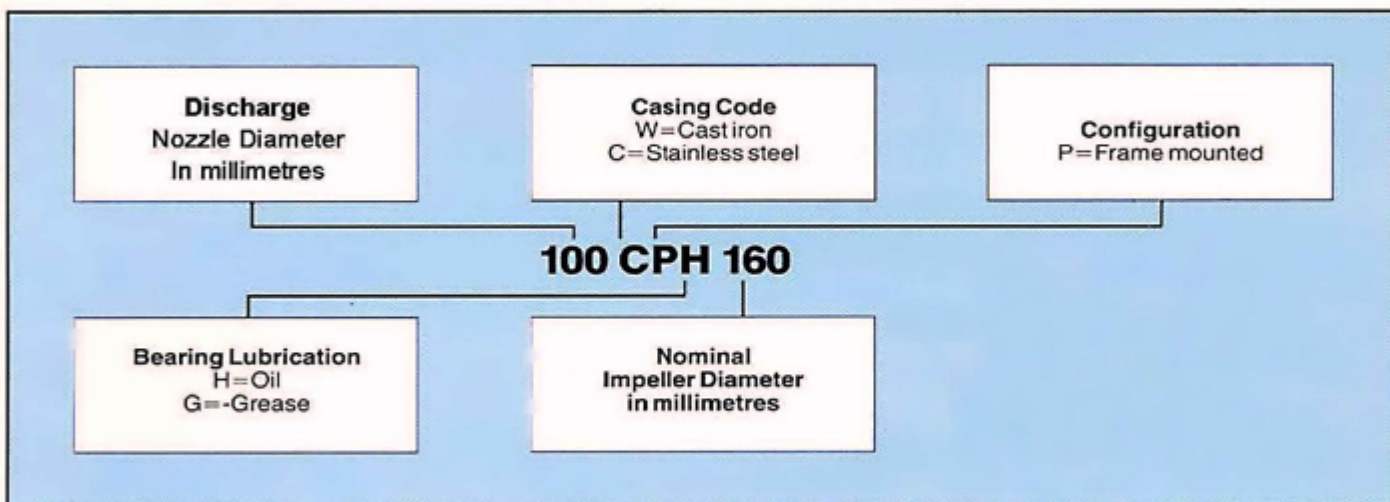 Discharge
Nozzle Diameter
In millimetres
Casing Code
W=Cast iron
C=Stainless steel
Configuration
P=Frame mounted
100 CPH 160
Bearing Lubrication
H=Oil
G=-Grease
Nominal
Impeller Diameter
in millimetres